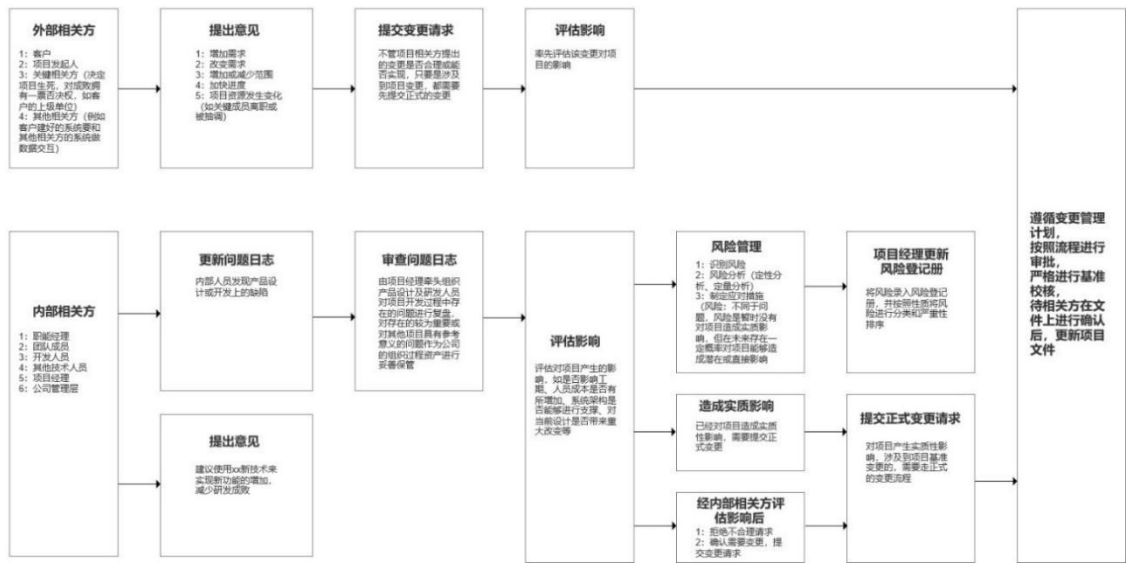 外部相关方
1：客户
2：项目发起人
3：关键相关方（决定
项目生死，对成败拥
有一票否决权，如客
户的上级单位）
4：其他相关方（例如
客户建好的系统要和
其他相关方的系统做
数据交互）
提出意见
1：增加需求
2：改变需求
3：增加或减少范围
4：加快进度
5：项目资源发生变化
（如关键成员离职或
被抽调）
提交变更请求
不管项目相关方提出
的变更是否合理或能
否实现，只要是涉及
到项目变更，都需要
先提交正式的变更
评估影响
率先评估该变更对项
目的影响
内部相关方
1：职能经理
2：团队成员
3：开发人员
4：其他技术人员
5：项目经理
6：公司管理层
更新问题日志
内部人员发现产品设
计或开发上的缺陷
审查问题日志
由项目经理牵头组织
产品设计及研发人员
对项目开发过程中存
在的问题进行复盘，
对存在的较为重要或
对其他项目具有参考
意义的问题作为公司
的组织过程资产进行
妥善保管
提出意见
建议使用xx新技术来
实现新功能的增加，
减少研发成败
评估影响
评估对项目产生的影
响，如是否影响工
期、人员成本是否有
所增加、系统架构是
否能够进行支撑、对
当前设计是否带来重
大改变等
风险管理
1：识别风险
2：风险分析（定性分
析、定量分析）
3：制定应对措施
（风险：不同于问
题，风险是暂时没有
对项目造成实质影
响，但在未来存在一
定概率对项目能够造
成潜在或直接影响
项目经理更新
风险登记册
将风险录入风险登记
册，并按照性质将风
险进行分类和严重性
排序
造成实质影响
已经对项目造成实质
性影响，需要提交正
式变更
经内部相关方评
估影响后
1：拒绝不合理请求
2：确认需要变更，提
交变更请求
提交正式变更请求
对项目产生实质性影
响，涉及到项目基准
变更的，需要走正式
的变更流程
遵循变更管理
计划，
按照流程进行
审批，
严格进行基准
校核，
待相关方在文
件上进行确认
后，更新项目
文件